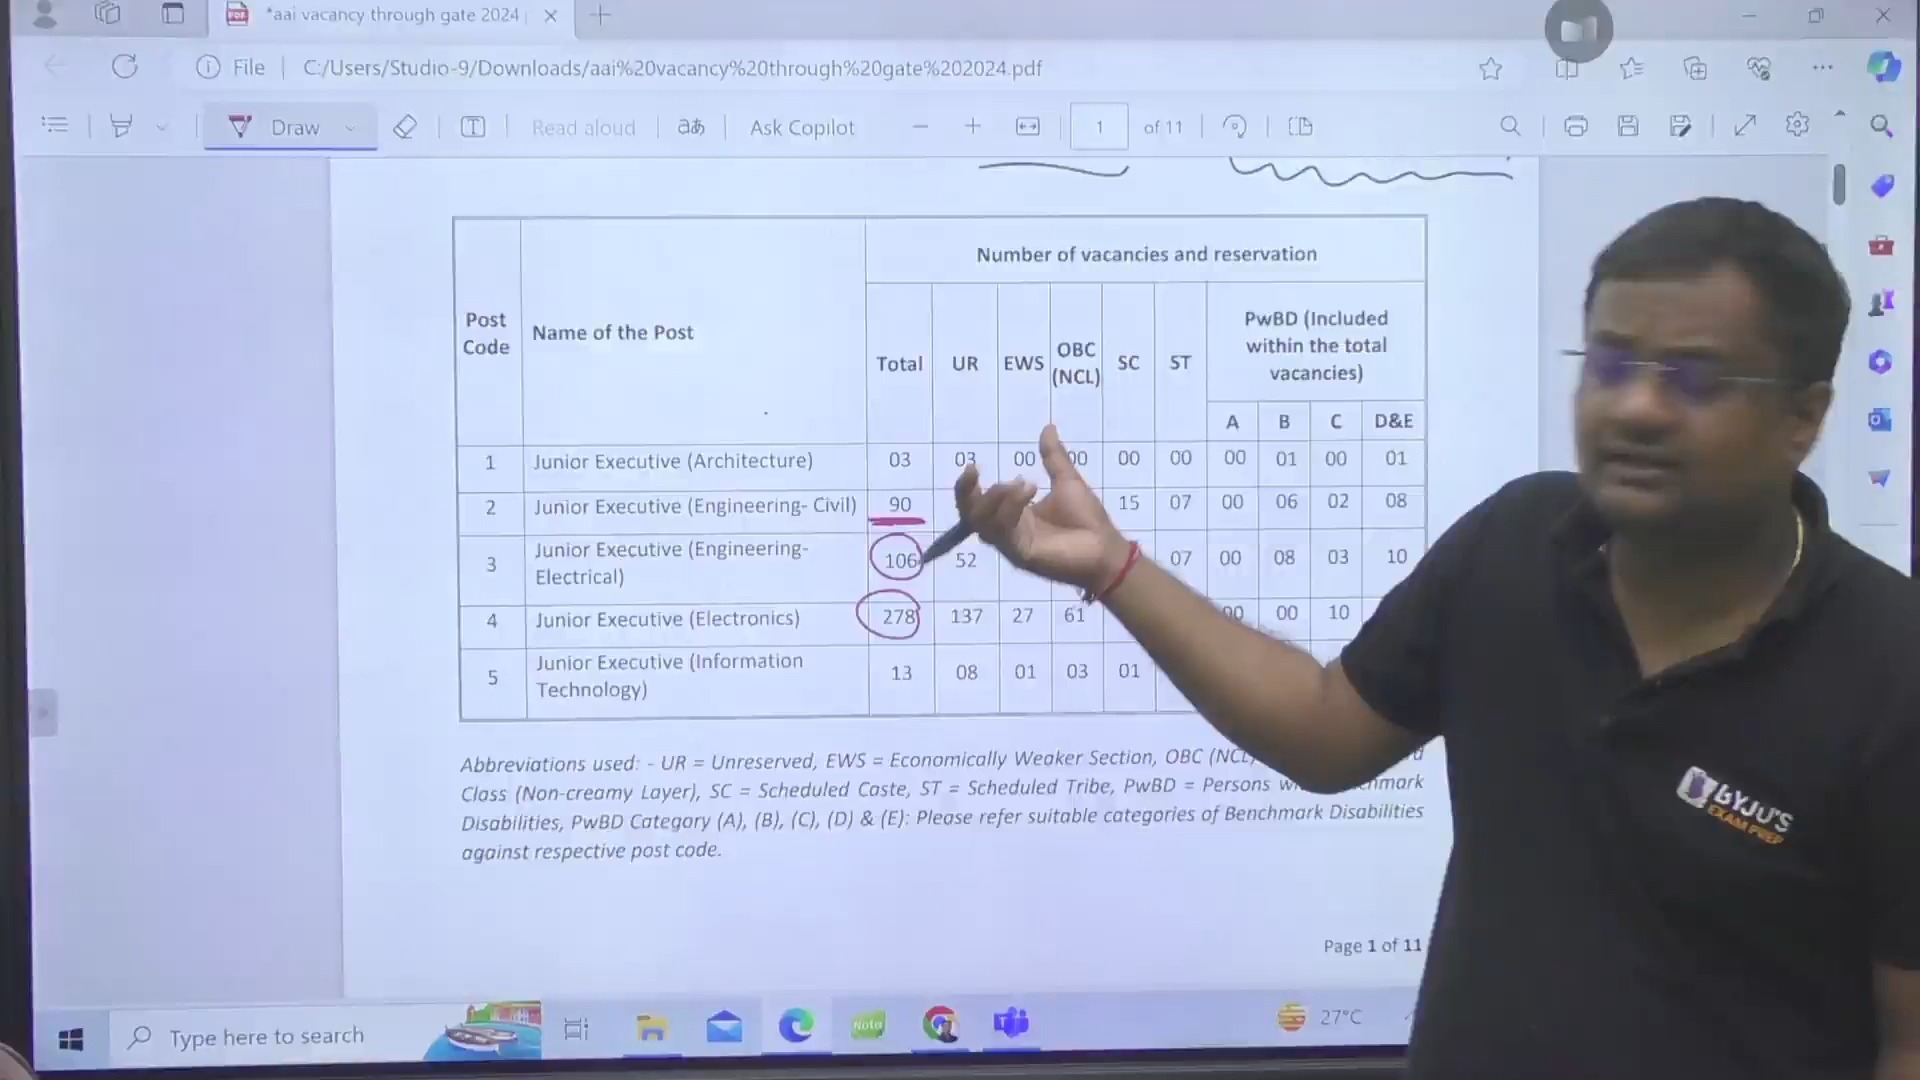 *aai vacancy through gate 2024
File
C:/Users/Studio-9/Downloads/aai%20vacancy%20through%20gate%202024.pdf
Draw
Read aloud
Ask Copilot
1 of 11
Number of vacancies and reservation
Post Code
Name of the Post
Total UR EWS OBC (NCL) SC ST
PwBD (Included within the total vacancies)
A B C D&E
1 Junior Executive (Architecture) 03 03 00 00 00 00 00 01 00 01
2 Junior Executive (Engineering- Civil) 90 15 07 00 06 02 08
3 Junior Executive (Engineering- Electrical) 106 52 07 00 08 03 10
4 Junior Executive (Electronics) 278 137 27 61 00 00 10
5 Junior Executive (Information Technology) 13 08 01 03 01
Abbreviations used: - UR = Unreserved, EWS = Economically Weaker Section, OBC (NCL
Class (Non-creamy Layer), SC = Scheduled Caste, ST = Scheduled Tribe, PwBD = Persons
Disabilities, PwBD Category (A), (B), (C), (D) & (E): Please refer suitable categories of Benchmark Disabilities
against respective post code.
Page 1 of 11
BYJU'S
EXAM PREP
Type here to search
Note
27°C